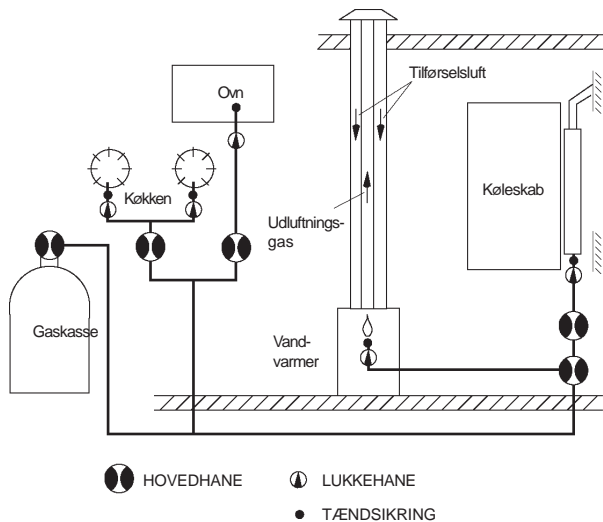 Ovn
Tilførselsluft
Køkken
Køleskab
Udluftnings-
gas
Gaskasse
Vand-
varmer
HOVEDHANE
LUKKEHANE
TÆNDSIKRING